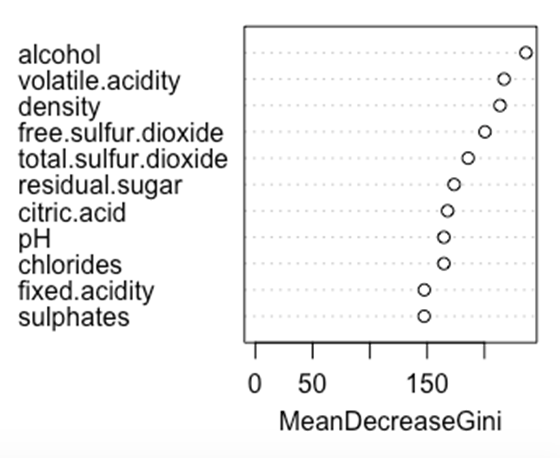 alcohol
volatile.acidity
density
free.sulfur.dioxide
total.sulfur.dioxide
residual.sugar
citric.acid
pH
chlorides
fixed.acidity
sulphates
0 50 150
MeanDecreaseGini